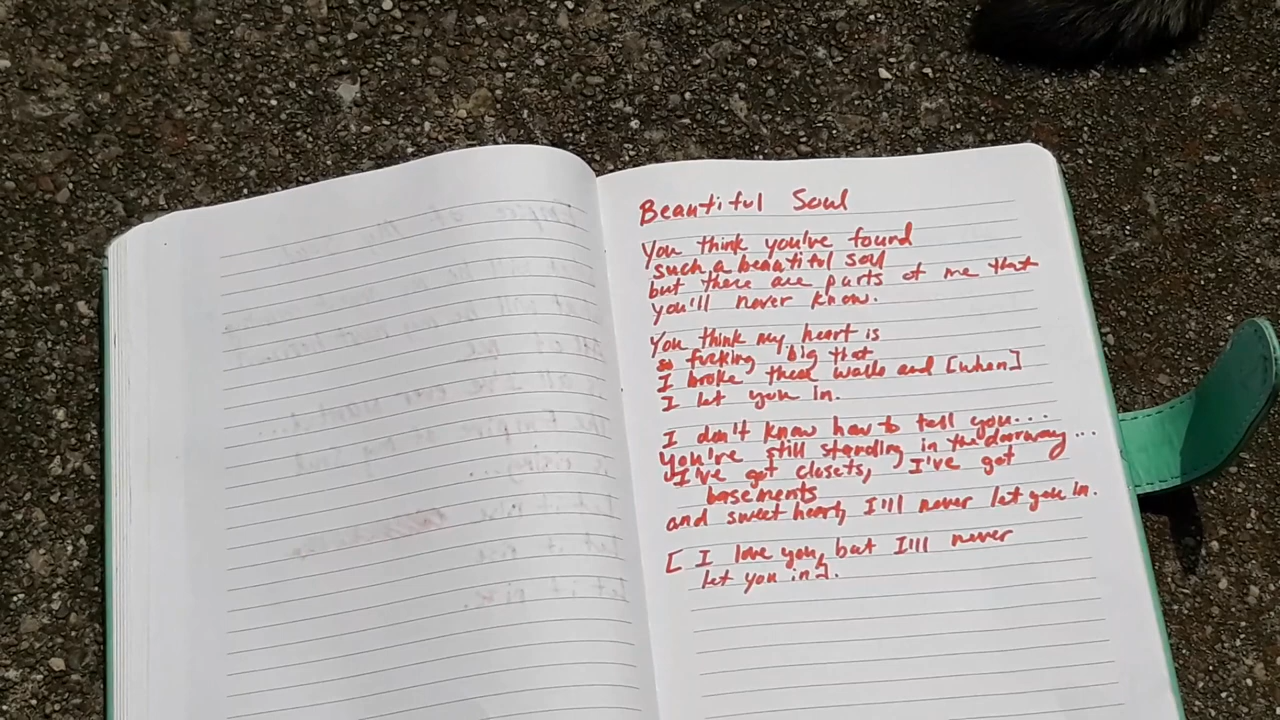 Beautiful Soul
You think you've found
such a beautiful soul
but there are parts of me that
you'll never know.
You think my heart is
so fucking big that
I broke these walls and [when]
I let you in.
I don't know how to tell you...
you're still standing in the doorway...
I've got closets, I've got
basements
and sweet heart, I'll never let you in.
[ I love you, but I'll never
let you in].